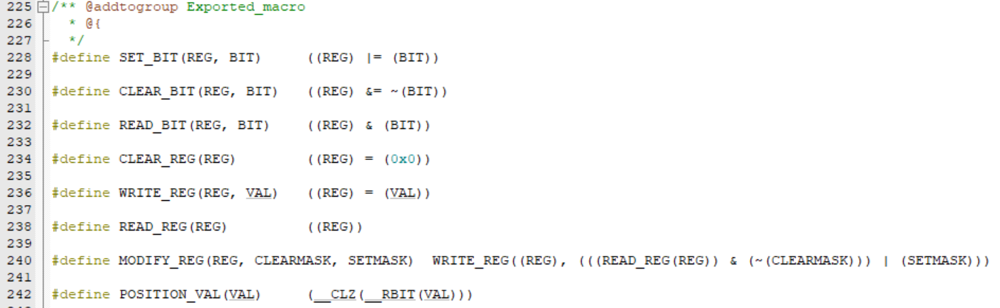 225 /** @addtogroup Exported_macro
226   * @{
227   */
228 #define SET_BIT(REG, BIT)     ((REG) |= (BIT))
229
230 #define CLEAR_BIT(REG, BIT)   ((REG) &= ~(BIT))
231
232 #define READ_BIT(REG, BIT)    ((REG) & (BIT))
233
234 #define CLEAR_REG(REG)        ((REG) = (0x0))
235
236 #define WRITE_REG(REG, VAL)   ((REG) = (VAL))
237
238 #define READ_REG(REG)         ((REG))
239
240 #define MODIFY_REG(REG, CLEARMASK, SETMASK)  WRITE_REG((REG), (((READ_REG(REG)) & (~(CLEARMASK))) | (SETMASK)))
241
242 #define POSITION_VAL(VAL)     (__CLZ(__RBIT(VAL)))